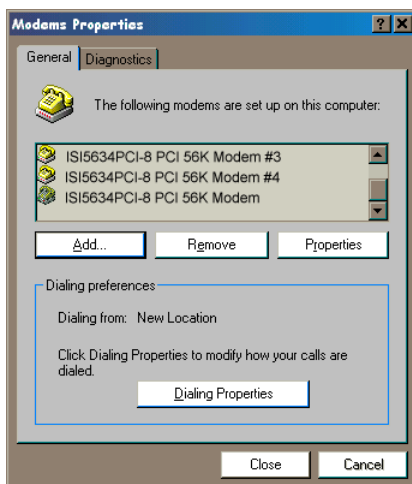 Modems Properties
General Diagnostics
The following modems are set up on this computer:
ISI5634PCI-8 PCI 56K Modem #3
ISI5634PCI-8 PCI 56K Modem #4
ISI5634PCI-8 PCI 56K Modem
Add... Remove Properties
Dialing preferences
Dialing from: New Location
Click Dialing Properties to modify how your calls are
dialed.
Dialing Properties
Close Cancel